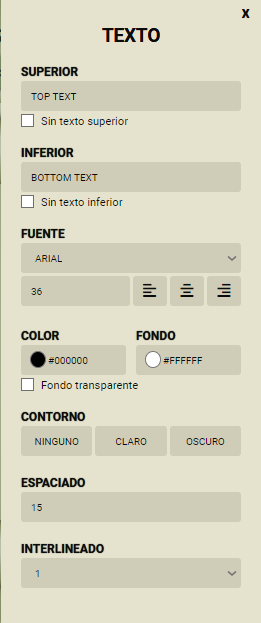 X
TEXTO
SUPERIOR
TOP TEXT
Sin texto superior
INFERIOR
BOTTOM TEXT
Sin texto inferior
FUENTE
ARIAL
36
COLOR FONDO
#000000 #FFFFFF
Fondo transparente
CONTORNO
NINGUNO CLARO OSCURO
ESPACIADO
15
INTERLINEADO
1